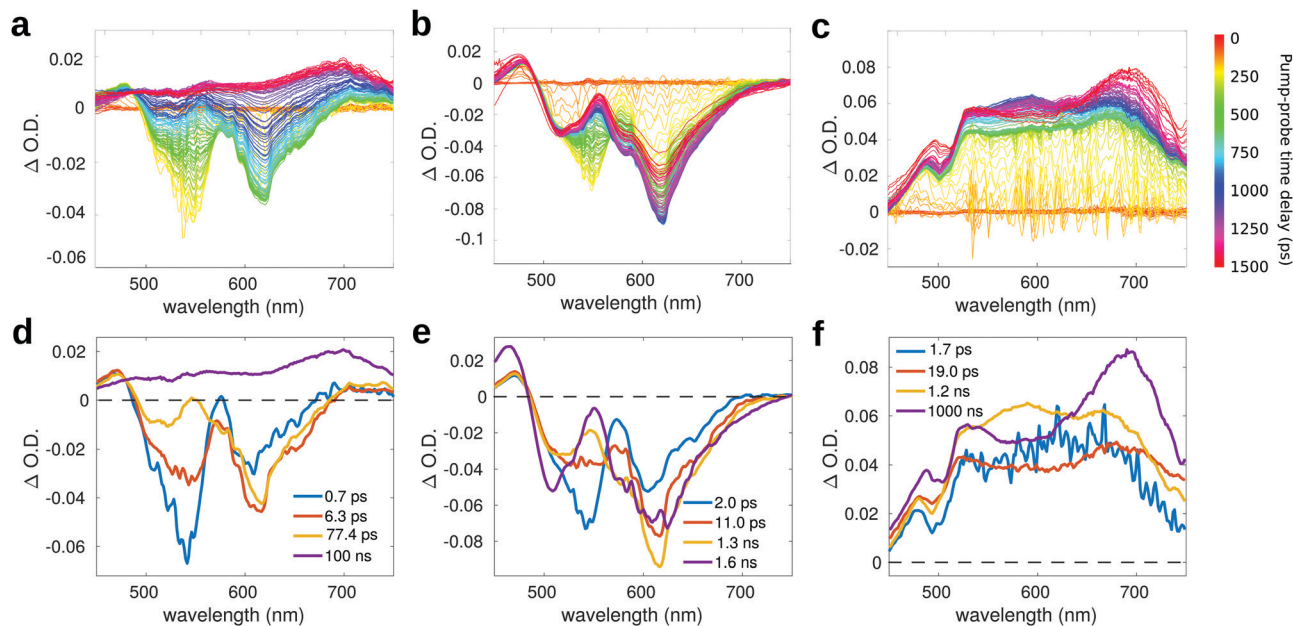 a
0.02
0
-0.02
-0.04
-0.06
Δ O.D.
500
600
700
wavelength (nm)
b
0.04
0.02
0
-0.02
-0.04
-0.06
-0.08
-0.1
Δ O.D.
500
600
700
wavelength (nm)
c
0.08
0.06
0.04
0.02
0
-0.02
Δ O.D.
500
600
700
wavelength (nm)
0
250
500
750
1000
1250
1500
Pump-probe time delay (ps)
d
0.02
0
-0.02
-0.04
-0.06
Δ O.D.
0.7 ps
6.3 ps
77.4 ps
100 ns
500
600
700
wavelength (nm)
e
0.02
0
-0.02
-0.04
-0.06
-0.08
Δ O.D.
2.0 ps
11.0 ps
1.3 ns
1.6 ns
500
600
700
wavelength (nm)
f
0.08
0.06
0.04
0.02
0
Δ O.D.
1.7 ps
19.0 ps
1.2 ns
1000 ns
500
600
700
wavelength (nm)